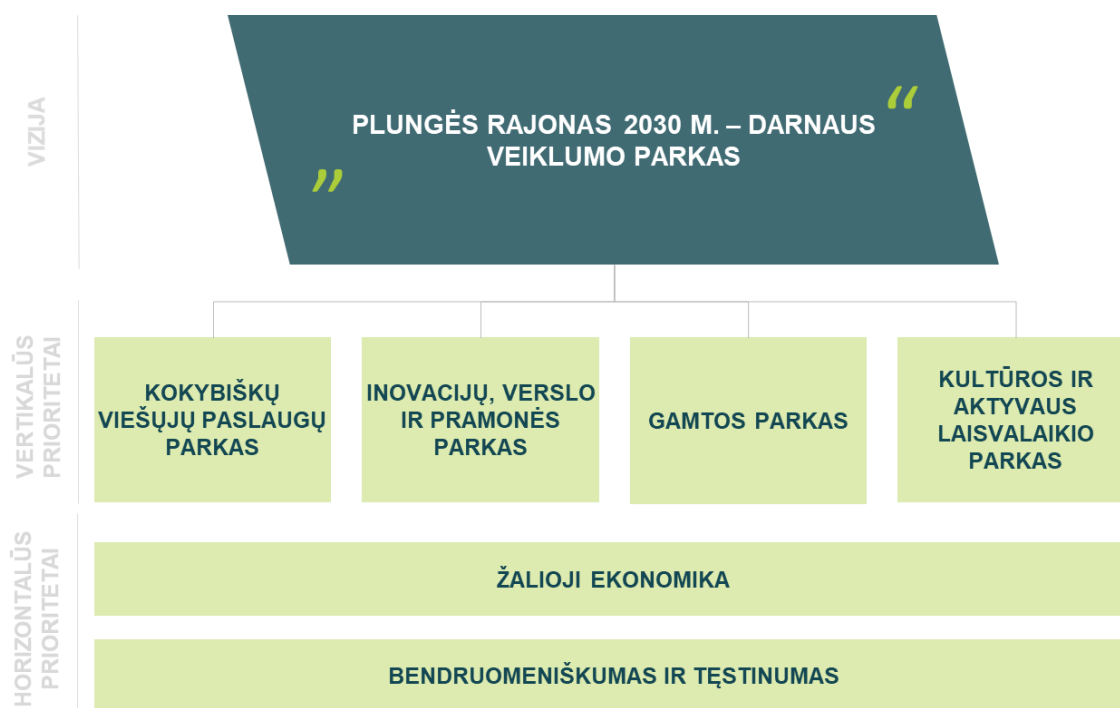 VIZIJA
PLUNGĖS RAJONAS 2030 M. – DARNAUS
VEIKLUMO PARKAS
VERTIKALŪS
PRIORITETAI
KOKYBIŠKŲ
VIEŠŲJŲ PASLAUGŲ
PARKAS
INOVACIJŲ, VERSLO
IR PRAMONĖS
PARKAS
GAMTOS PARKAS
KULTŪROS IR
AKTYVAUS
LAISVALAIKIO
PARKAS
HORIZONTALŪS
PRIORITETAI
ŽALIOJI EKONOMIKA
BENDRUOMENIŠKUMAS IR TĘSTINUMAS